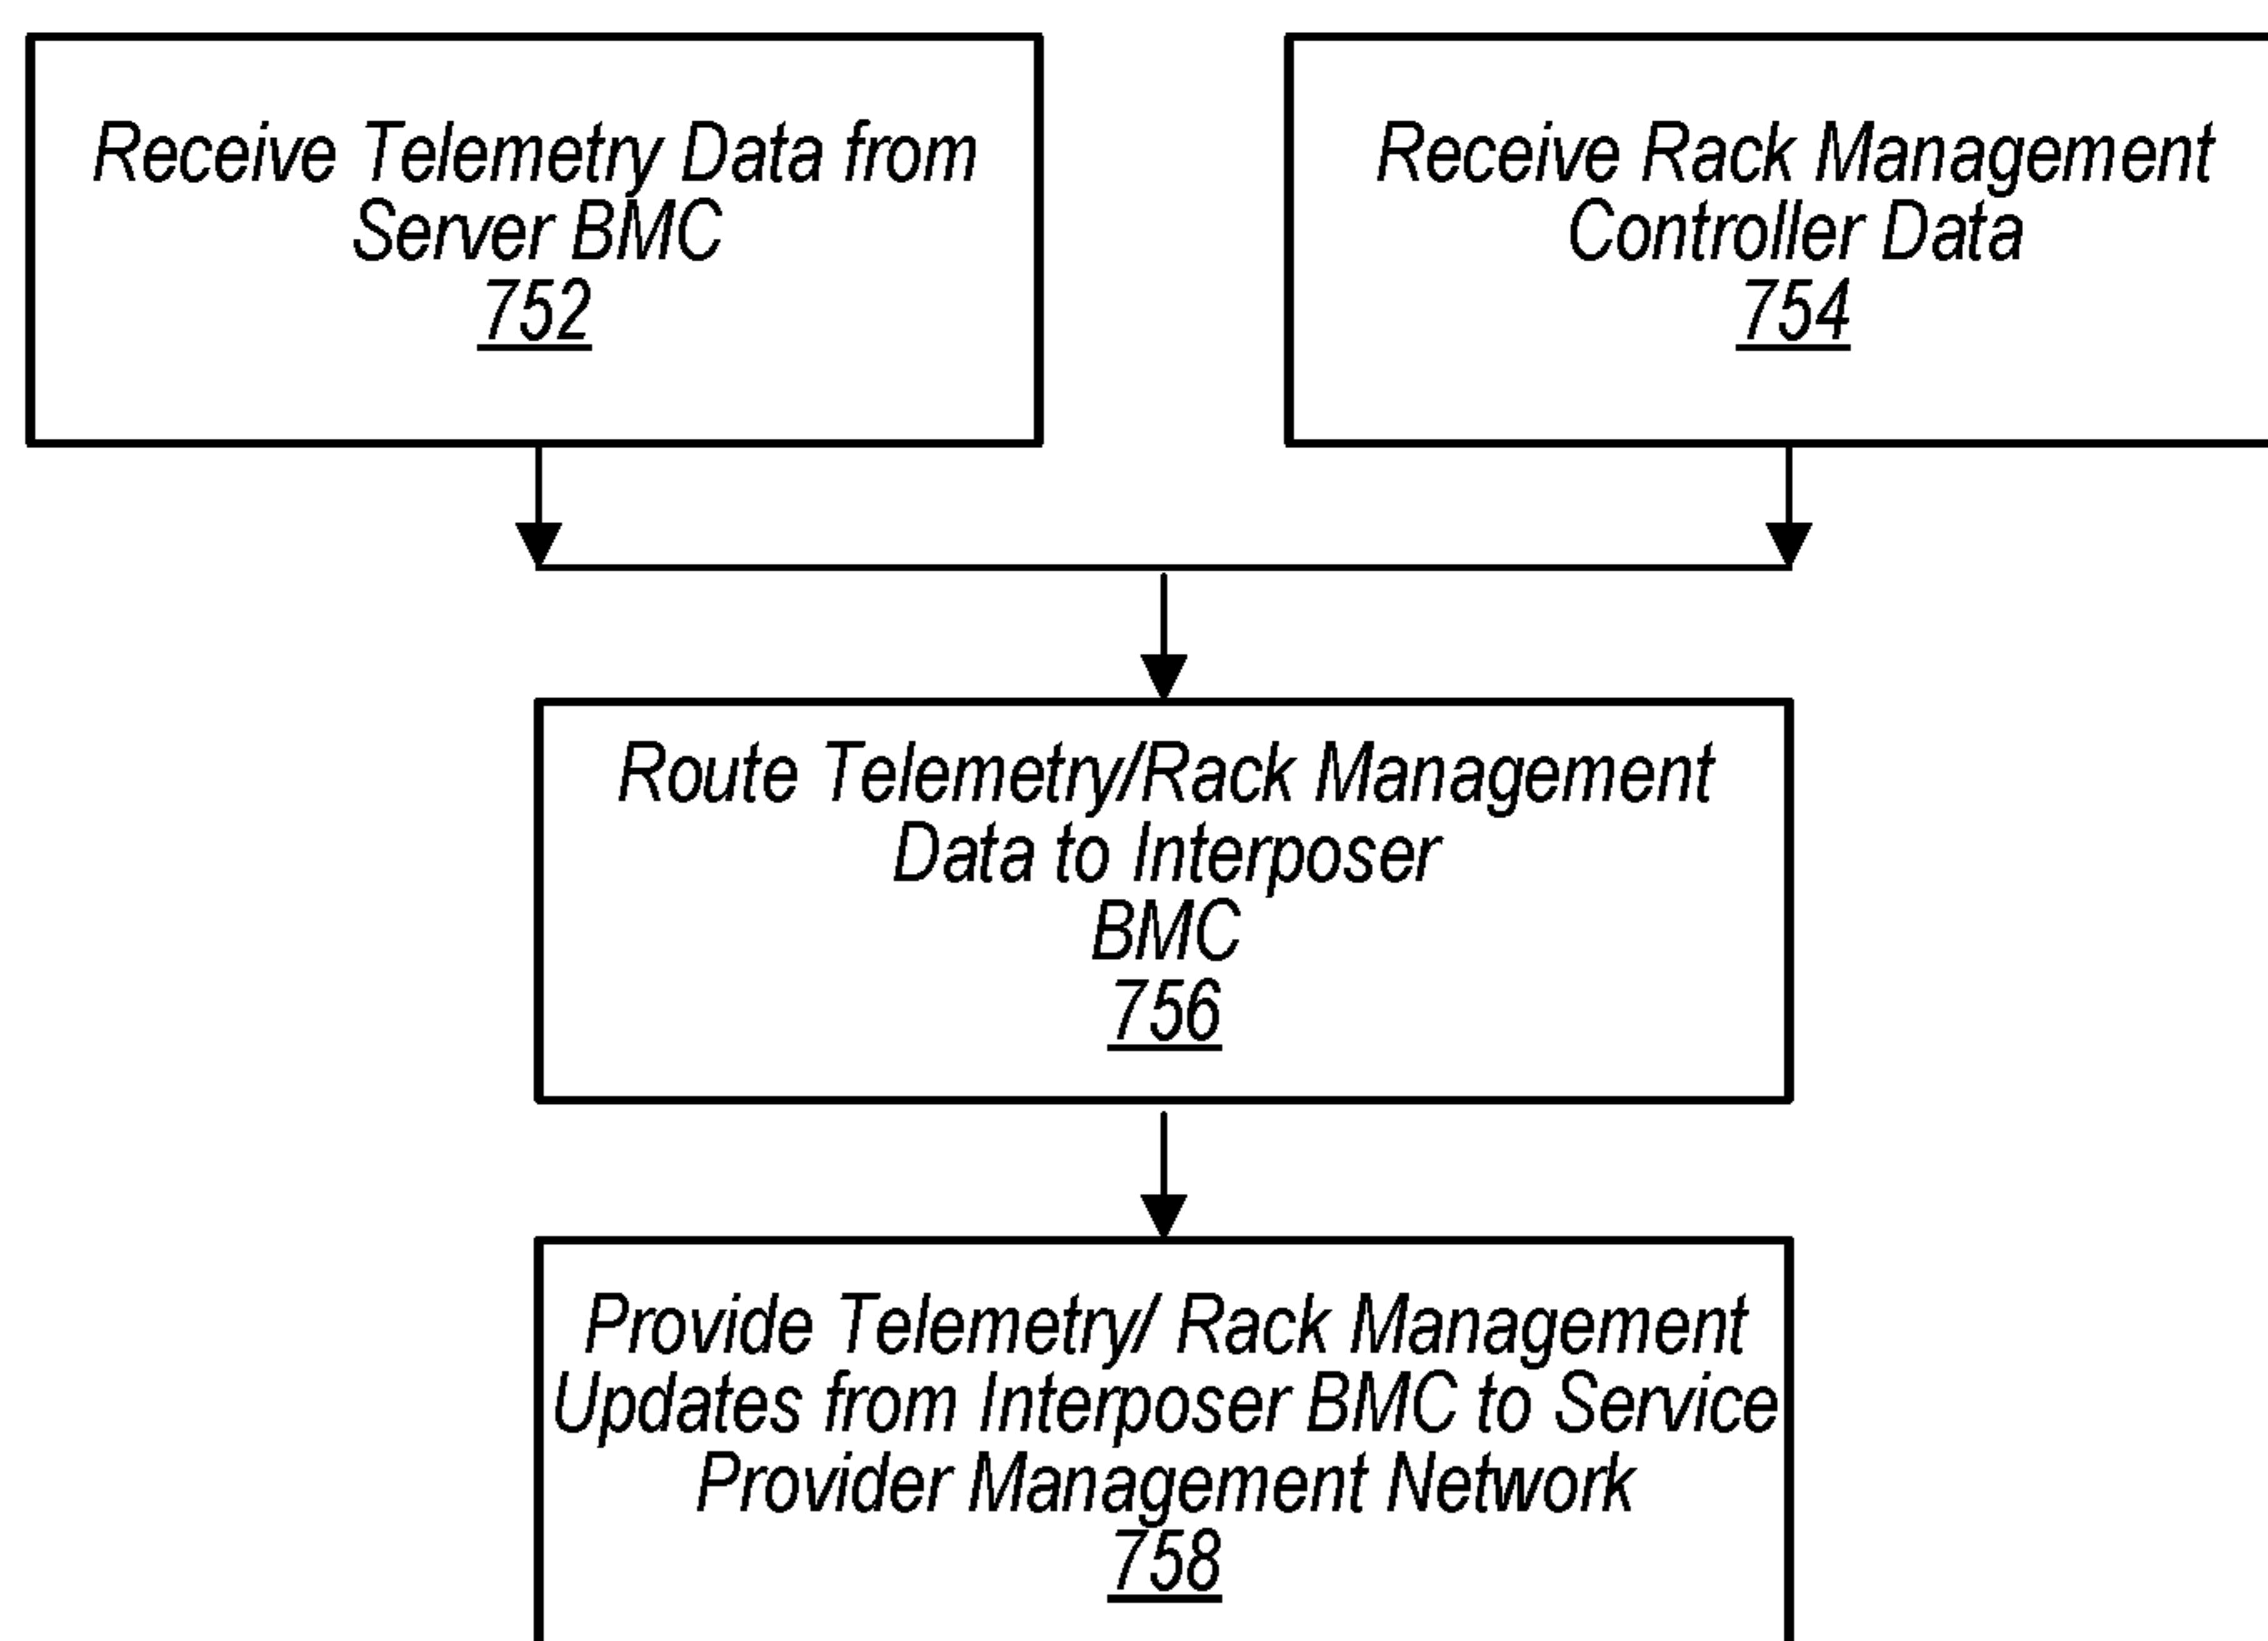 Receive Telemetry Data from
Server BMC
752
Receive Rack Management
Controller Data
754
Route Telemetry/Rack Management
Data to Interposer
BMC
756
Provide Telemetry/ Rack Management
Updates from Interposer BMC to Service
Provider Management Network
758